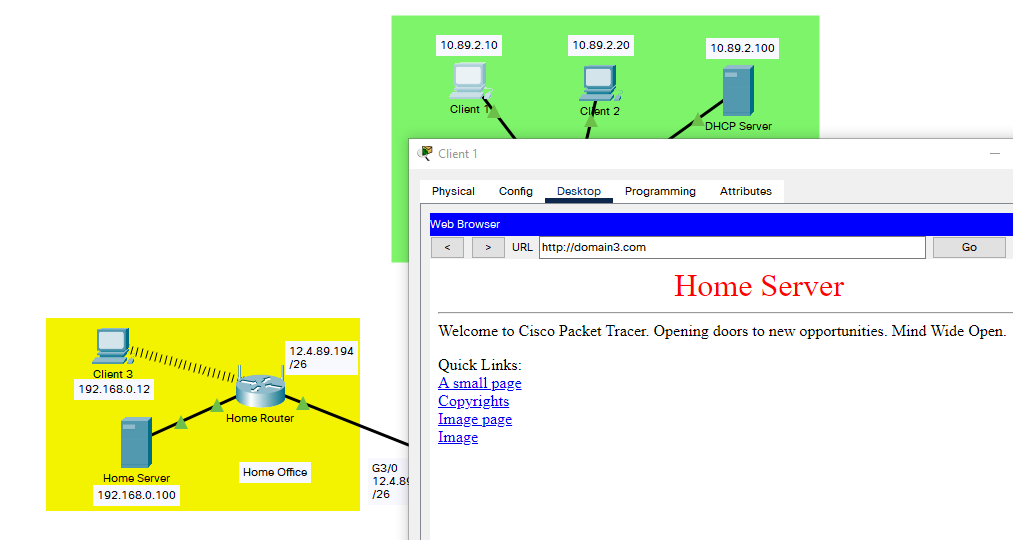 10.89.2.10
10.89.2.20
10.89.2.100
Client 1
Client 2
DHCP Server
Client 1
Physical Config Desktop Programming Attributes
Web Browser
< > URL http://domain3.com Go
Home Server
Welcome to Cisco Packet Tracer. Opening doors to new opportunities. Mind Wide Open.
Quick Links:
A small page
Copyrights
Image page
Image
Client 3
192.168.0.12
12.4.89.194
/26
Home Router
Home Server
192.168.0.100
Home Office
G3/0
/26